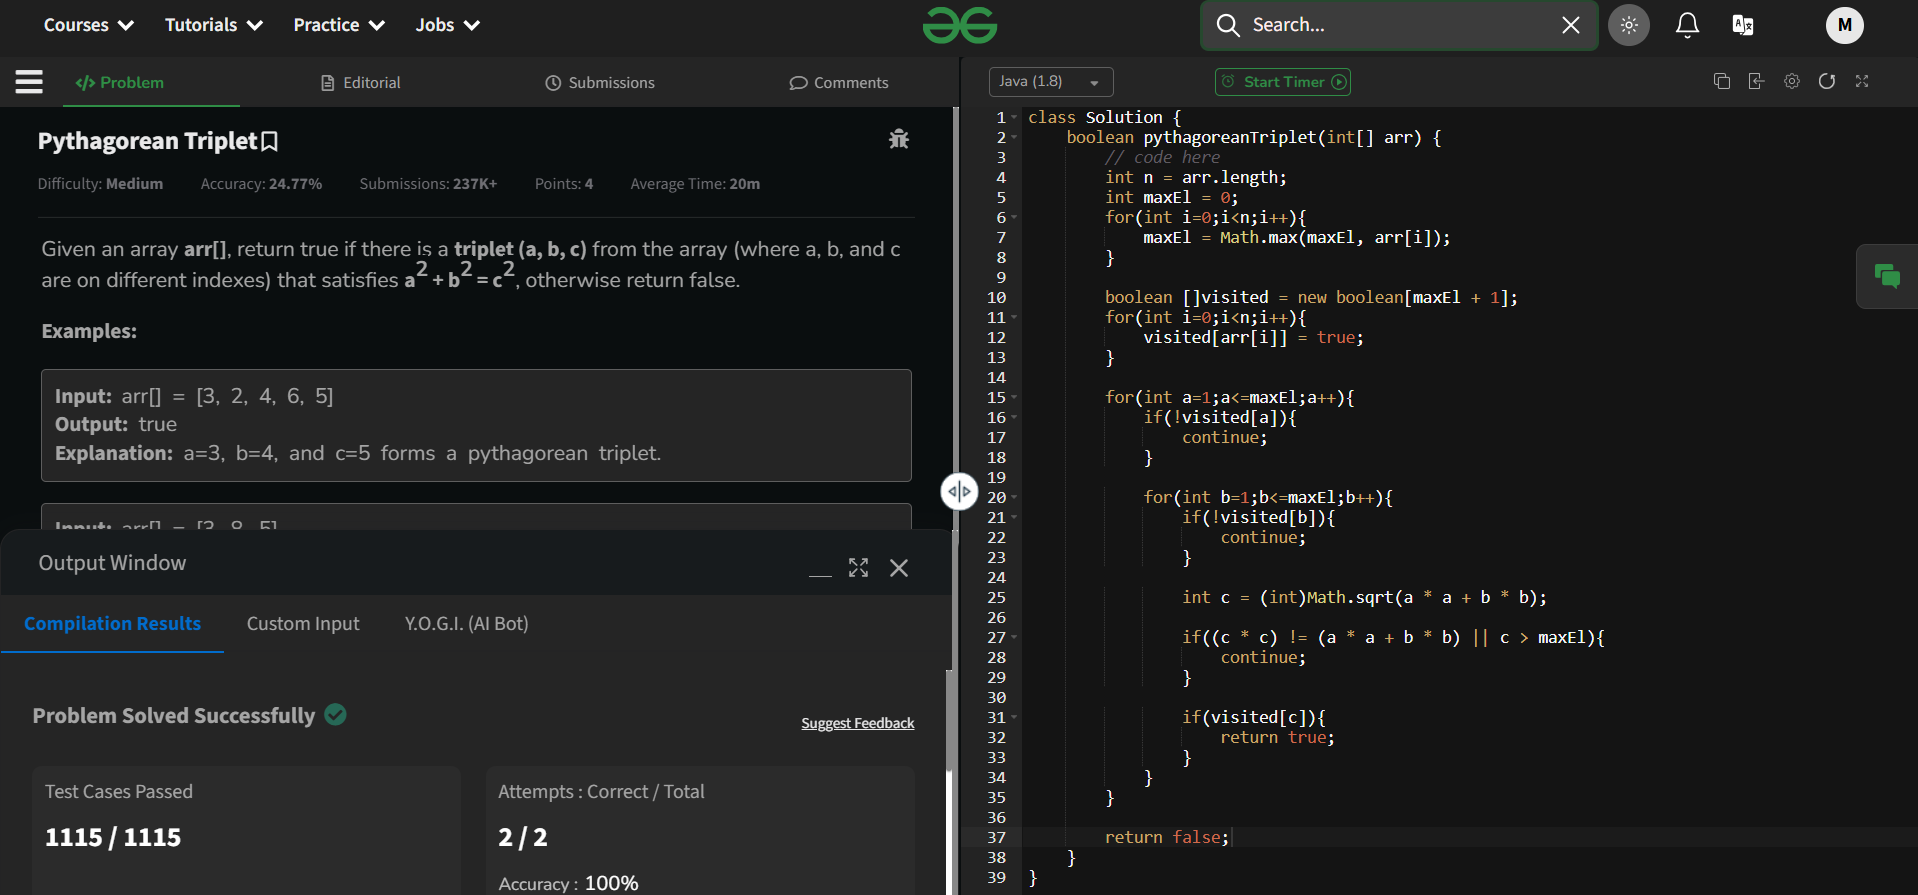 Courses Tutorials Practice Jobs Search... M
Problem Editorial Submissions Comments
Pythagorean Triplet
Difficulty: Medium Accuracy: 24.77% Submissions: 237K+ Points: 4 Average Time: 20m
Given an array arr[], return true if there is a triplet (a, b, c) from the array (where a, b, and c
are on different indexes) that satisfies a² + b² = c², otherwise return false.
Examples:
Input: arr[] = [3, 2, 4, 6, 5]
Output: true
Explanation: a=3, b=4, and c=5 forms a pythagorean triplet.
Input: arr[] = [3, 8, 5]
Output Window
Compilation Results Custom Input Y.O.G.I. (AI Bot)
Problem Solved Successfully
Suggest Feedback
Test Cases Passed
1115 / 1115
Attempts : Correct / Total
2 / 2
Accuracy : 100%
Java (1.8) Start Timer
1 class Solution {
2 boolean pythagoreanTriplet(int[] arr) {
3 // code here
4 int n = arr.length;
5 int maxEl = 0;
6 for(int i=0;i<n;i++){
7 maxEl = Math.max(maxEl, arr[i]);
8 }
9
10 boolean []visited = new boolean[maxEl + 1];
11 for(int i=0;i<n;i++){
12 visited[arr[i]] = true;
13 }
14
15 for(int a=1;a<=maxEl;a++){
16 if(!visited[a]){
17 continue;
18 }
19
20 for(int b=1;b<=maxEl;b++){
21 if(!visited[b]){
22 continue;
23 }
24
25 int c = (int)Math.sqrt(a * a + b * b);
26
27 if((c * c) != (a * a + b * b) || c > maxEl){
28 continue;
29 }
30
31 if(visited[c]){
32 return true;
33 }
34 }
35 }
36
37 return false;
38 }
39 }